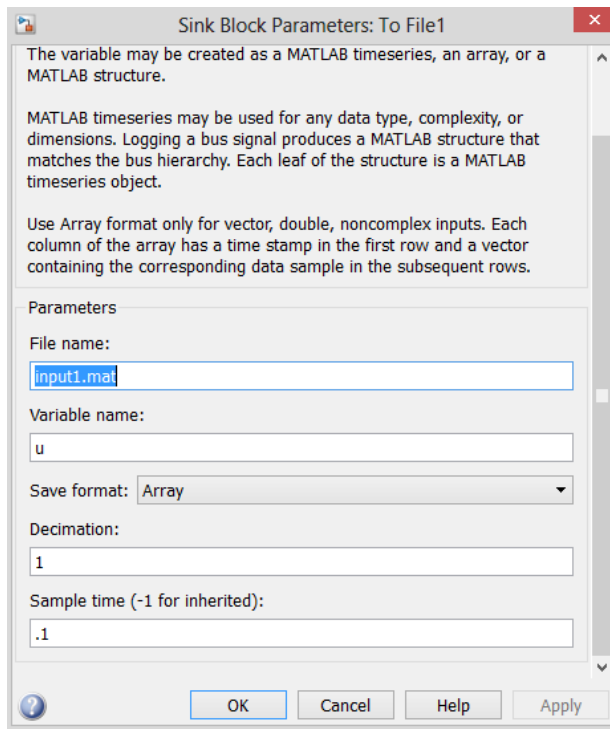 Sink Block Parameters: To File1
The variable may be created as a MATLAB timeseries, an array, or a
MATLAB structure.
MATLAB timeseries may be used for any data type, complexity, or
dimensions. Logging a bus signal produces a MATLAB structure that
matches the bus hierarchy. Each leaf of the structure is a MATLAB
timeseries object.
Use Array format only for vector, double, noncomplex inputs. Each
column of the array has a time stamp in the first row and a vector
containing the corresponding data sample in the subsequent rows.
Parameters
File name:
input1.mat
Variable name:
u
Save format: Array
Decimation:
1
Sample time (-1 for inherited):
.1
OK Cancel Help Apply